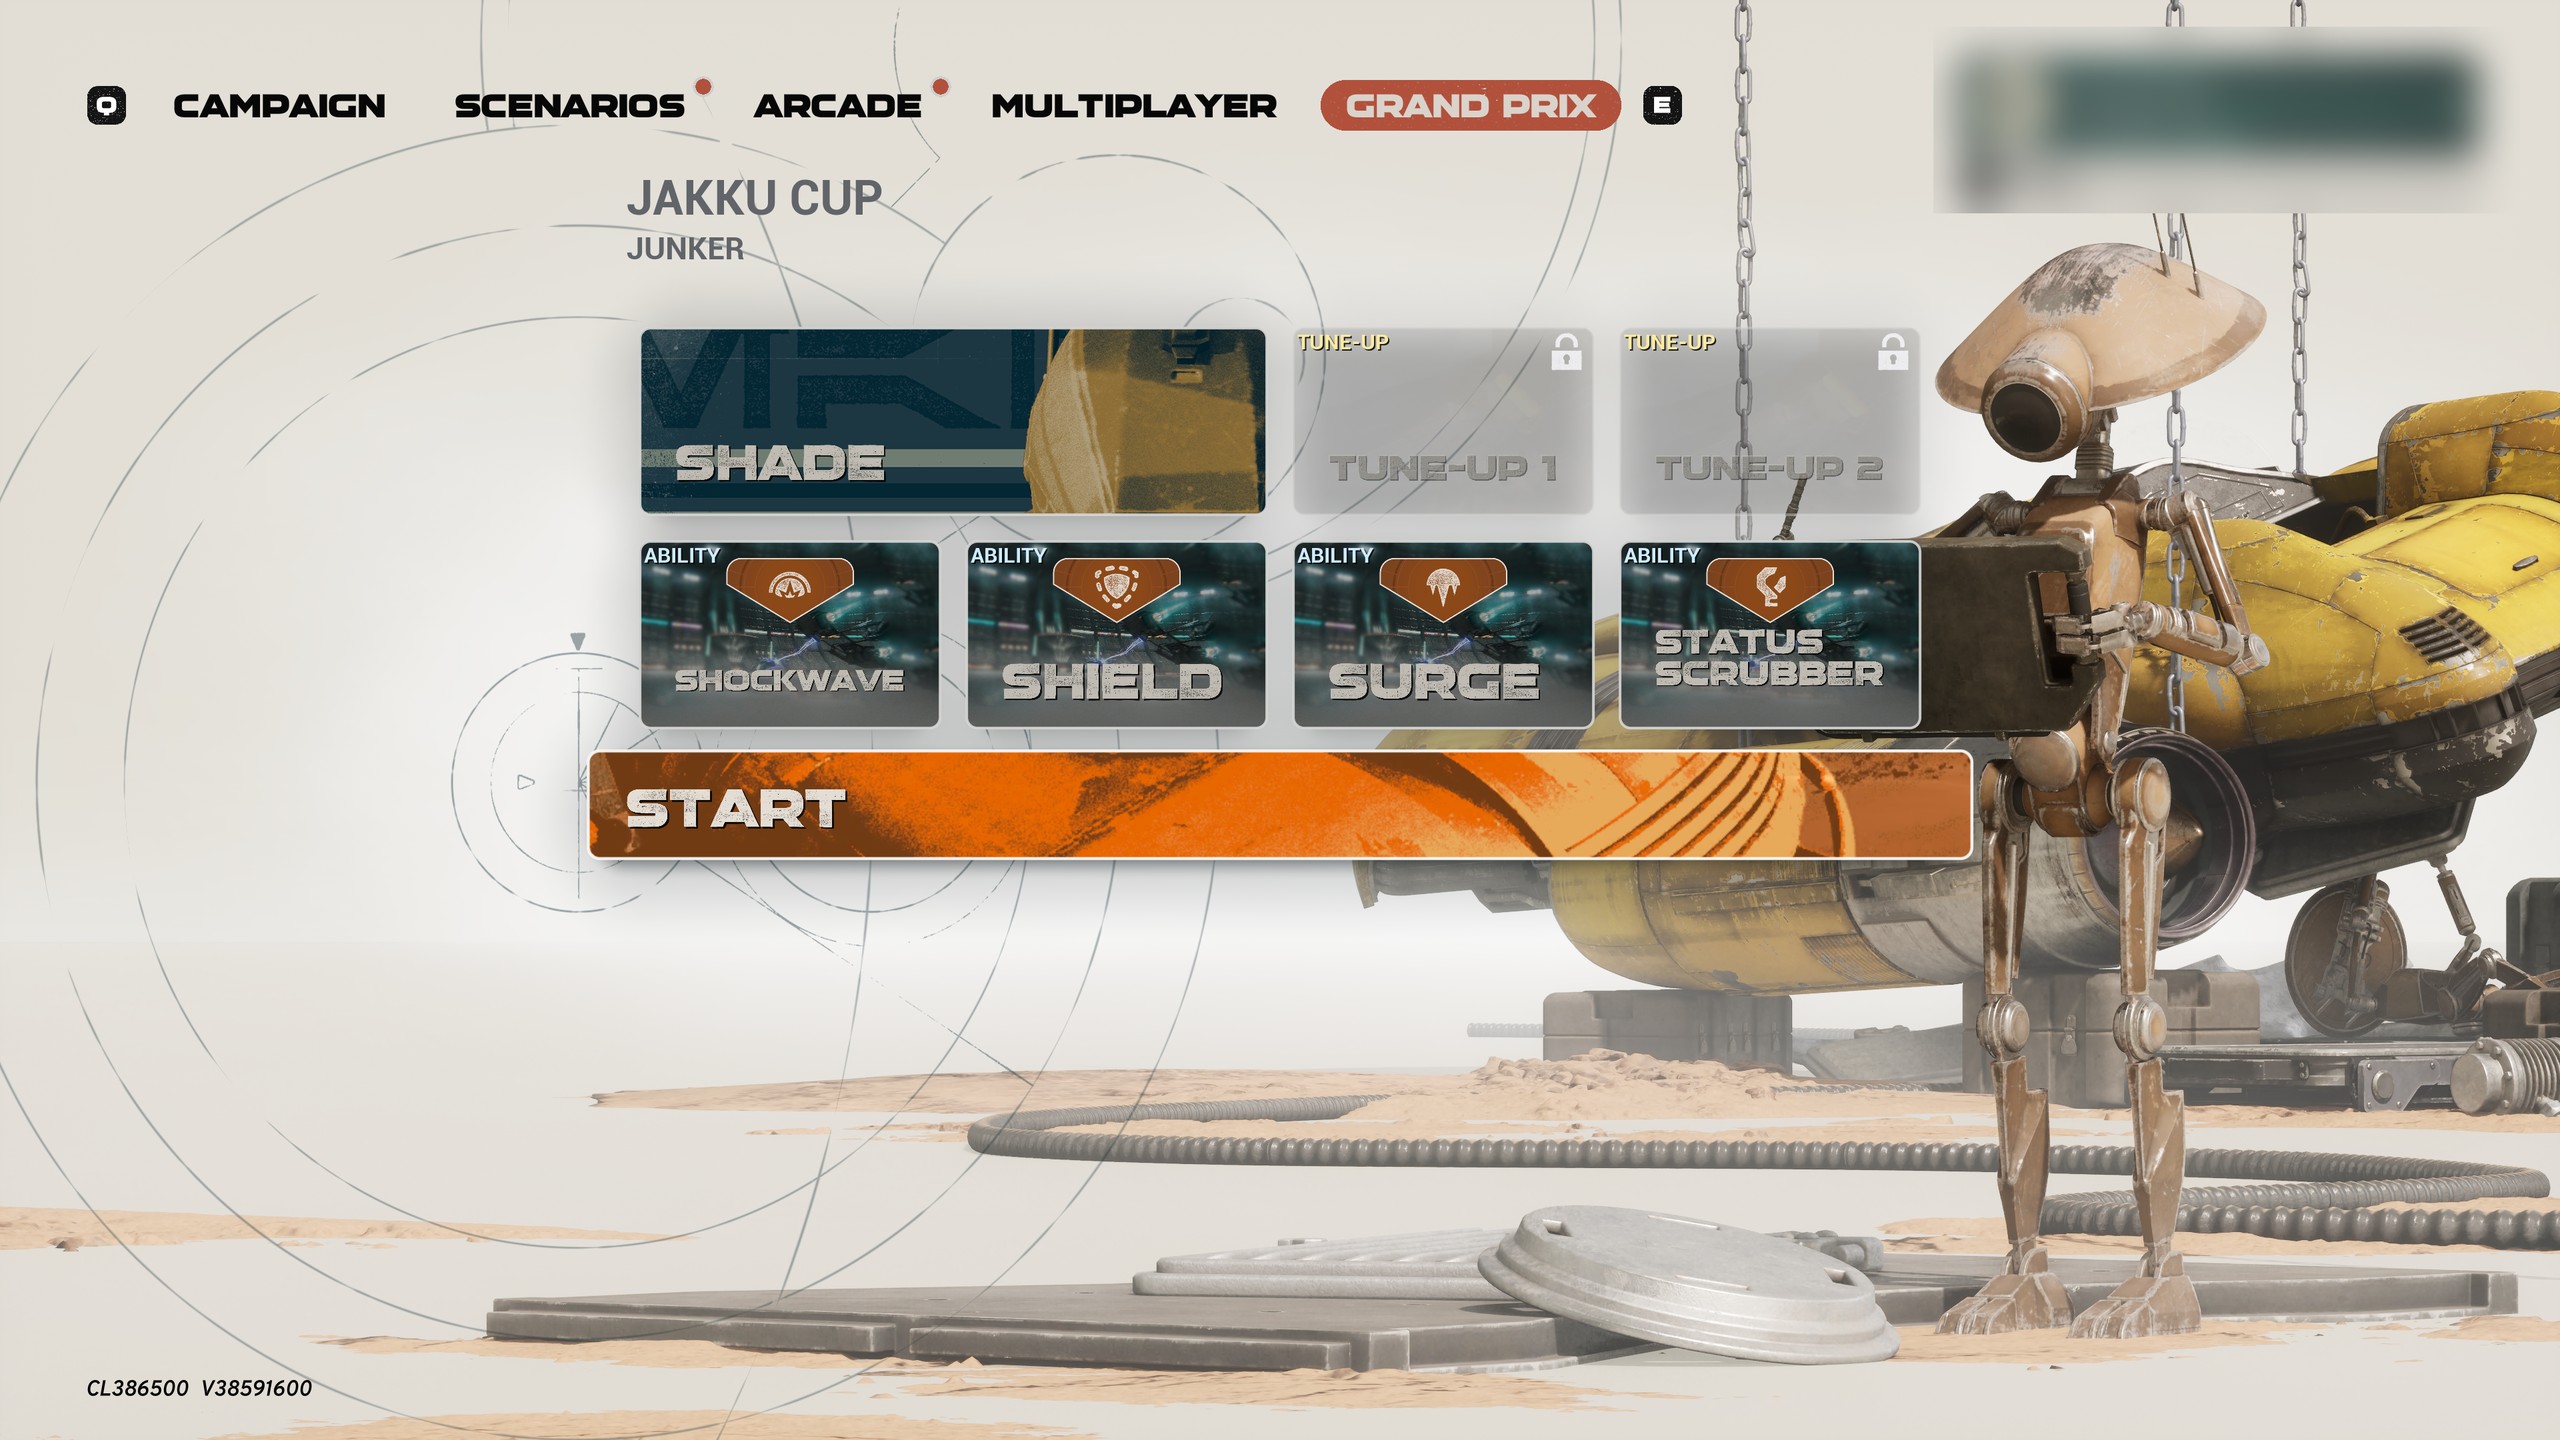 Q CAMPAIGN SCENARIOS ARCADE MULTIPLAYER GRAND PRIX E
JAKKU CUP
JUNKER
SHADE
TUNE-UP
TUNE-UP 1
TUNE-UP
TUNE-UP 2
ABILITY
SHOCKWAVE
ABILITY
SHIELD
ABILITY
SURGE
ABILITY
STATUS
SCRUBBER
START
CL386500 V38591600